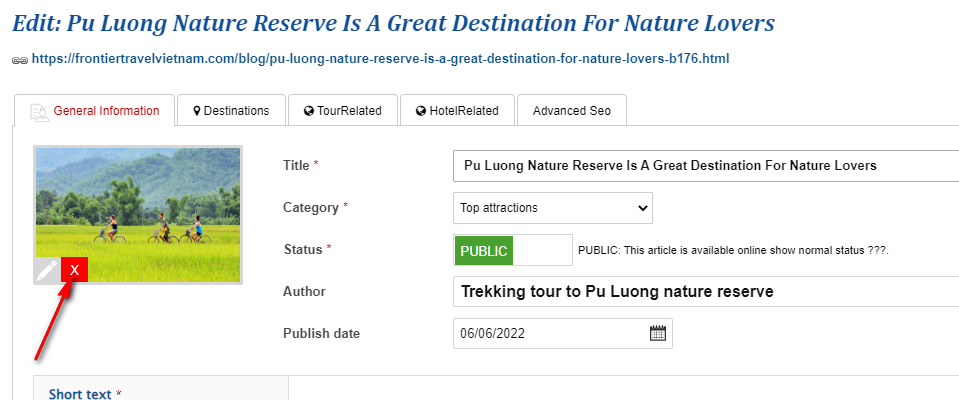 Edit: Pu Luong Nature Reserve Is A Great Destination For Nature Lovers
https://frontiertravelvietnam.com/blog/pu-luong-nature-reserve-is-a-great-destination-for-nature-lovers-b176.html
General Information Destinations TourRelated HotelRelated Advanced Seo
Title * Pu Luong Nature Reserve Is A Great Destination For Nature Lovers
Category * Top attractions
Status * PUBLIC PUBLIC: This article is available online show normal status ???.
X
Author Trekking tour to Pu Luong nature reserve
Publish date 06/06/2022
Short text *